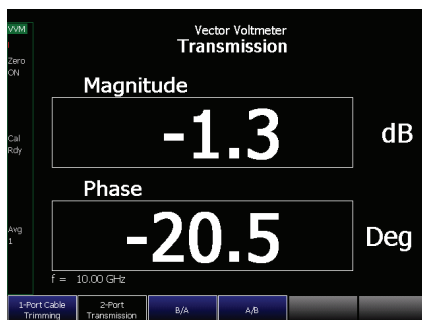 VVM
Vector Voltmeter
Transmission
Zero
ON
Magnitude
-1.3
dB
Cal
Rdy
Phase
-20.5
Deg
Avg
1
f = 10.00 GHz
1-Port Cable
Trimming
2-Port
Transmission
B/A
A/B